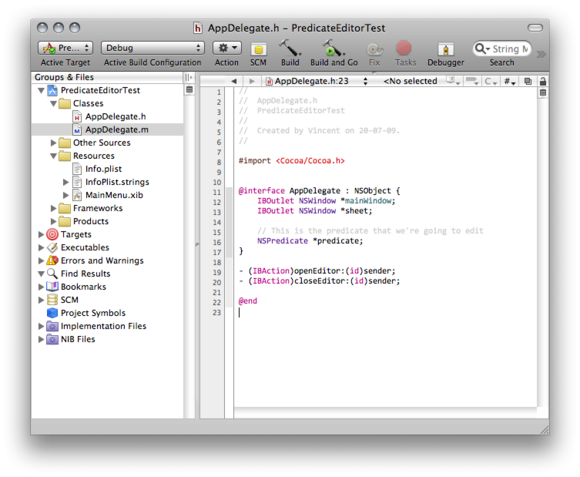 AppDelegate.h – PredicateEditorTest
Pre...
Debug
String M
Active Target
Active Build Configuration
Action
SCM
Build
Build and Go
Fix
Tasks
Debugger
Search
Groups & Files
AppDelegate.h:23
<No selected
C
#
PredicateEditorTest
Classes
AppDelegate.h
AppDelegate.m
Other Sources
Resources
Info.plist
InfoPlist.strings
MainMenu.xib
Frameworks
Products
Targets
Executables
Errors and Warnings
Find Results
Bookmarks
SCM
Project Symbols
Implementation Files
NIB Files
1 //
2 //  AppDelegate.h
3 //  PredicateEditorTest
4 //
5 //  Created by Vincent on 20-07-09.
6 //
7
8 #import <Cocoa/Cocoa.h>
9
10
11 @interface AppDelegate : NSObject {
12     IBOutlet NSWindow *mainWindow;
13     IBOutlet NSWindow *sheet;
14
15     // This is the predicate that we're going to edit
16     NSPredicate *predicate;
17 }
18
19 - (IBAction)openEditor:(id)sender;
20 - (IBAction)closeEditor:(id)sender;
21
22 @end
23